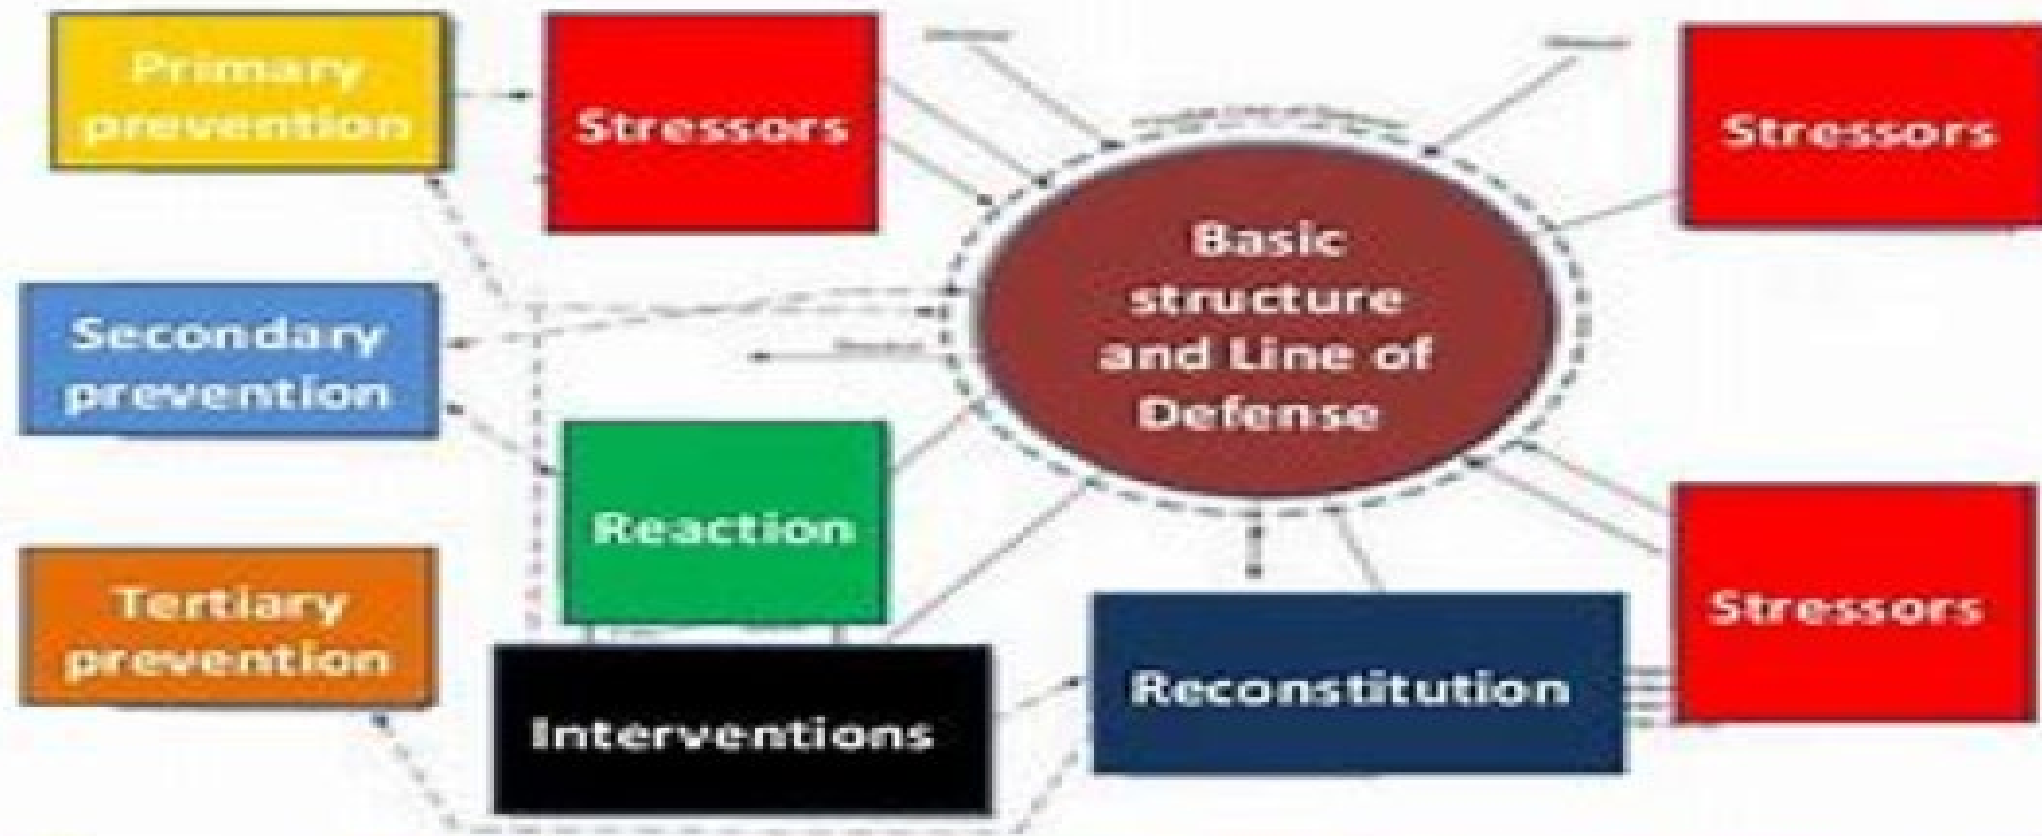 Primary
prevention
Stressors
Stressors
Basic
structure
and Line of
Defense
Secondary
prevention
Reaction
Tertiary
prevention
Stressors
Reconstitution
Interventions